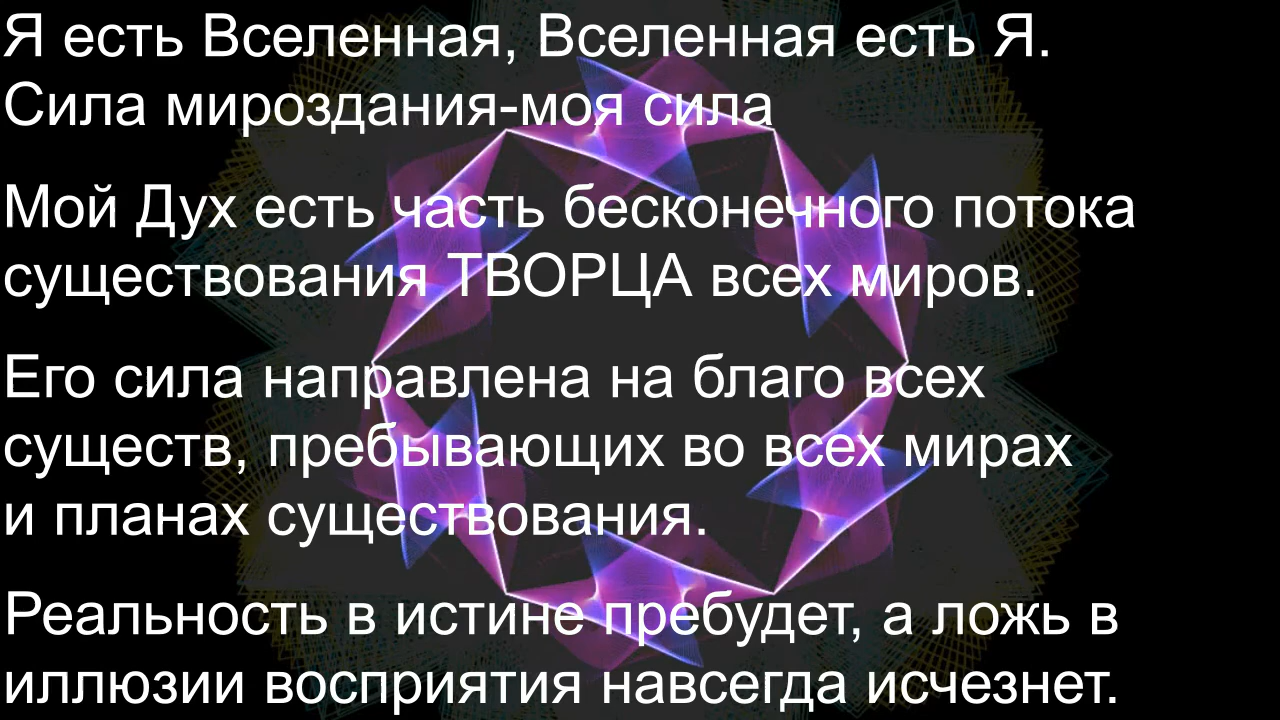 Я есть Вселенная, Вселенная есть Я.
Сила мироздания-моя сила
Мой Дух есть часть бесконечного потока
существования ТВОРЦА всех миров.
Его сила направлена на благо всех
существ, пребывающих во всех мирах
и планах существования.
Реальность в истине пребудет, а ложь в
иллюзии восприятия навсегда исчезнет.